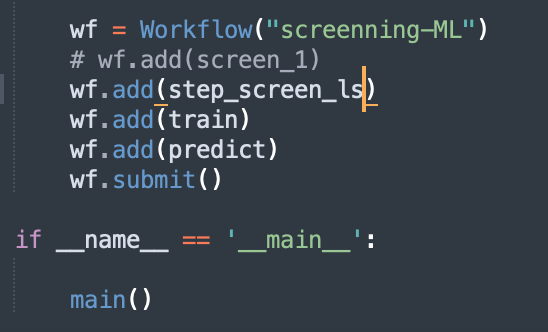 wf = Workflow("screenning-ML")
# wf.add(screen_1)
wf.add(step_screen_ls)
wf.add(train)
wf.add(predict)
wf.submit()
if __name__ == '__main__':
main()